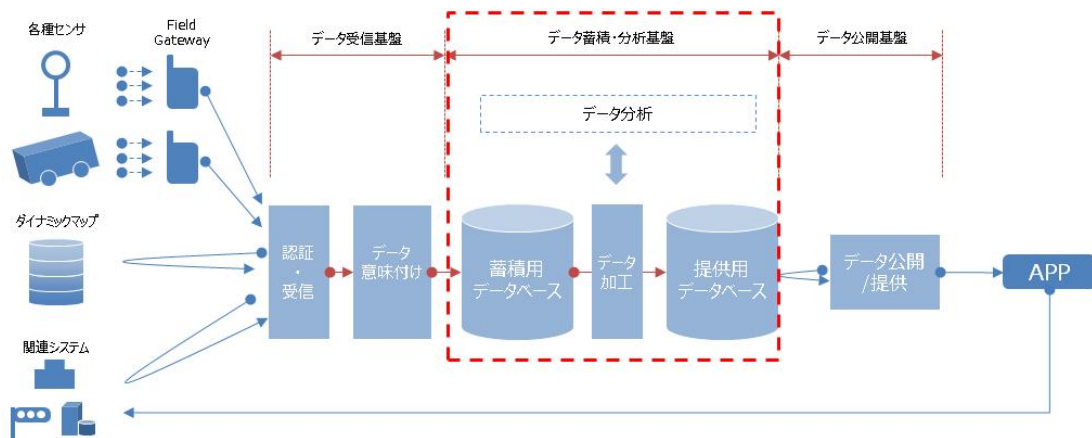 各種センサ
Field
Gateway
データ受信基盤
データ蓄積・分析基盤
データ公開基盤
データ分析
ダイナミックマップ
認証
・
受信
データ
意味付け
蓄積用
データベース
データ
加工
提供用
データベース
データ公開
/提供
APP
関連システム